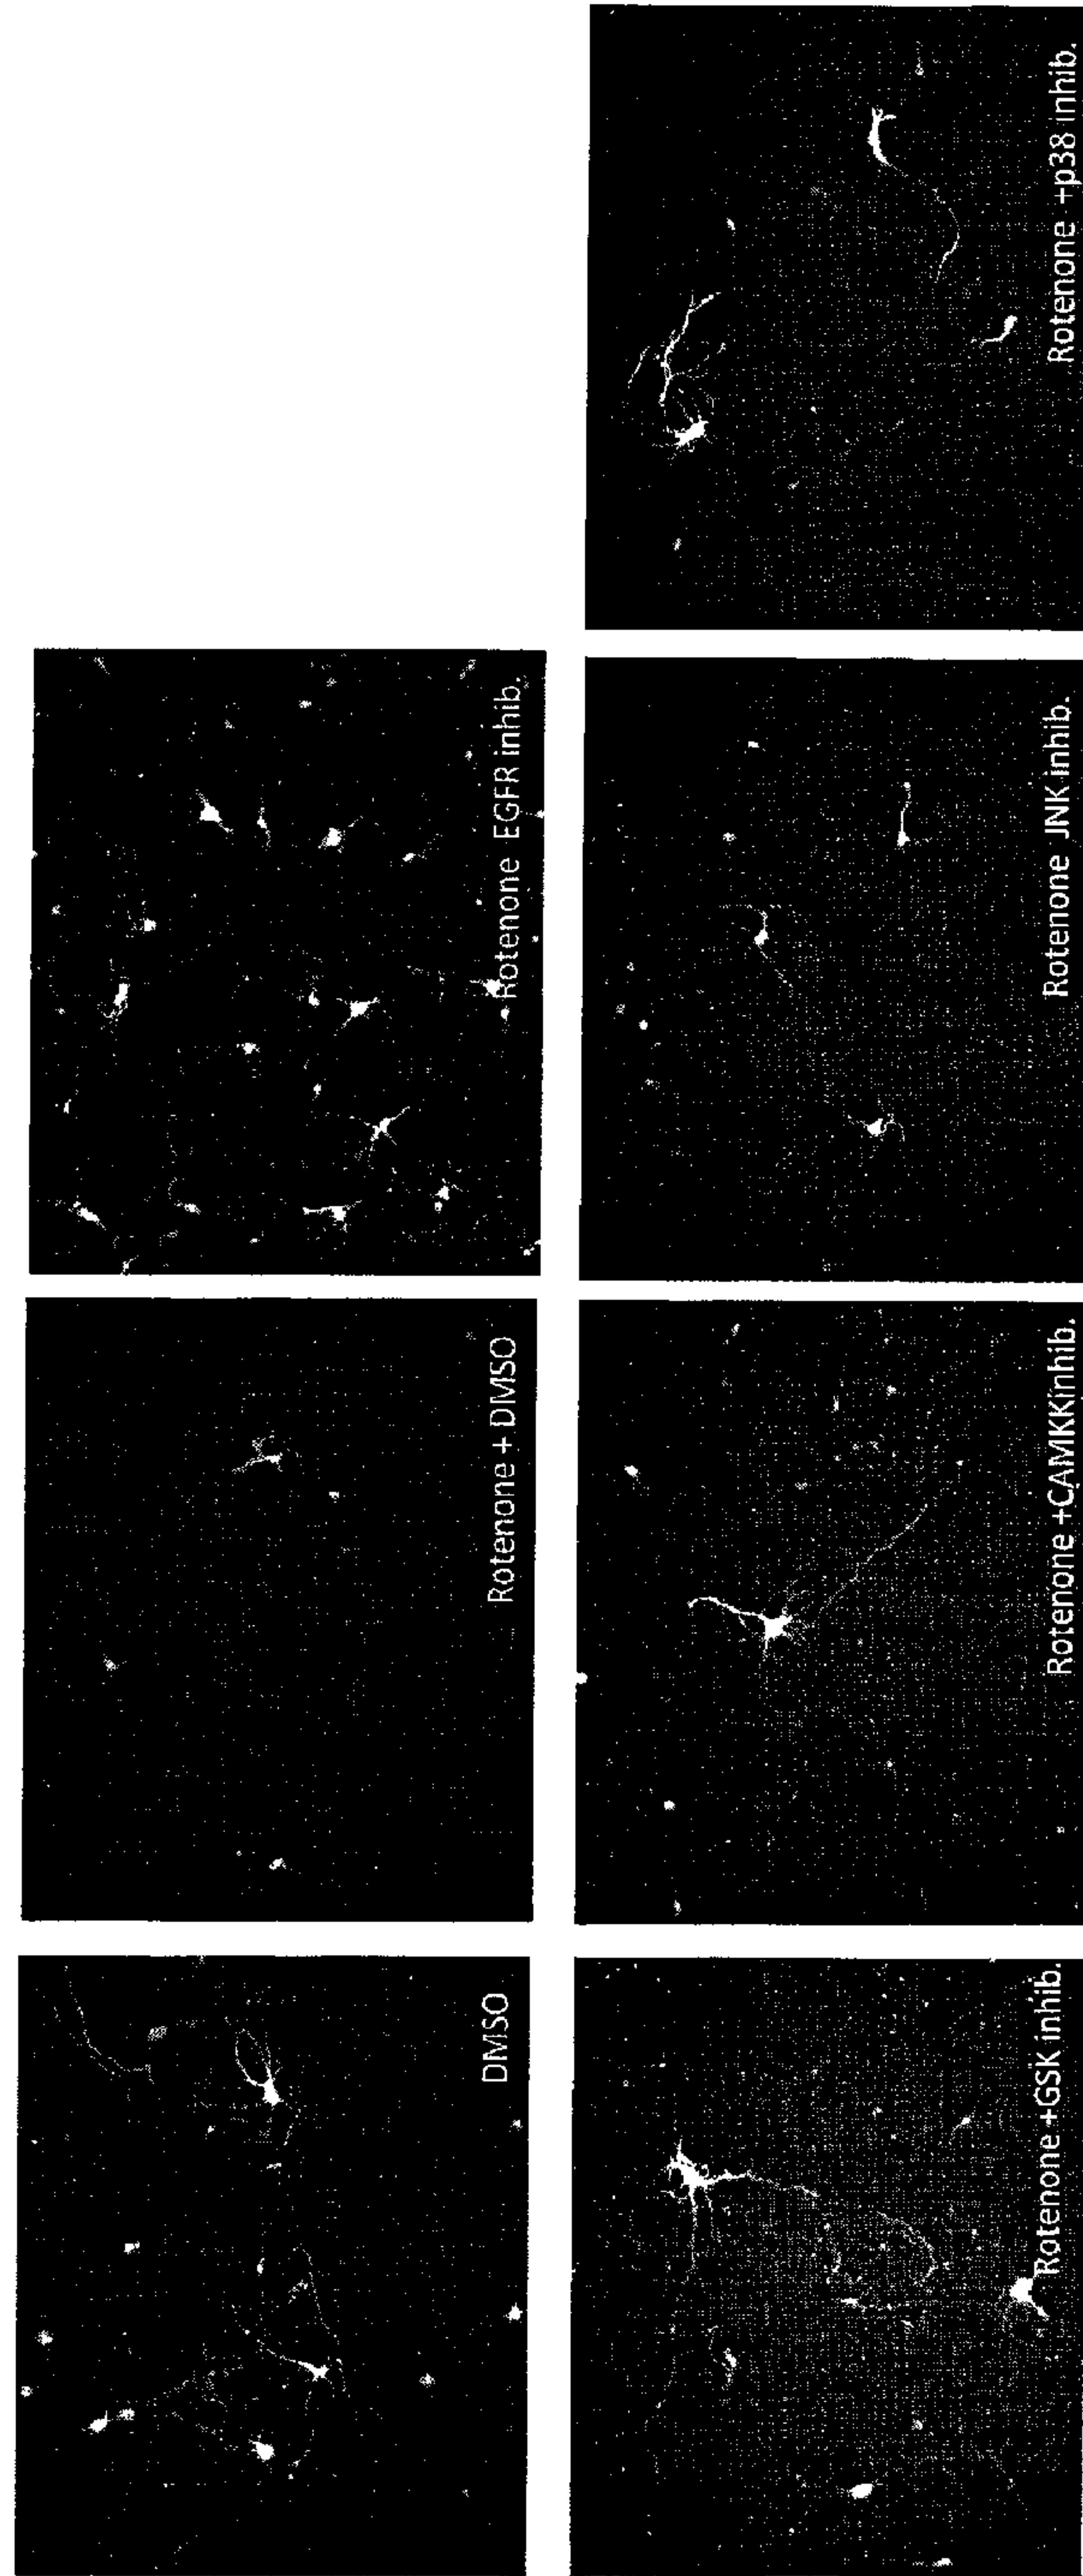 DMSO
Rotenone + DMSO
Rotenone EGFR inhib.
Rotenone +GSK inhib.
Rotenone +CAMKKinhib.
Rotenone JNK inhib.
Rotenone +p38 inhib.